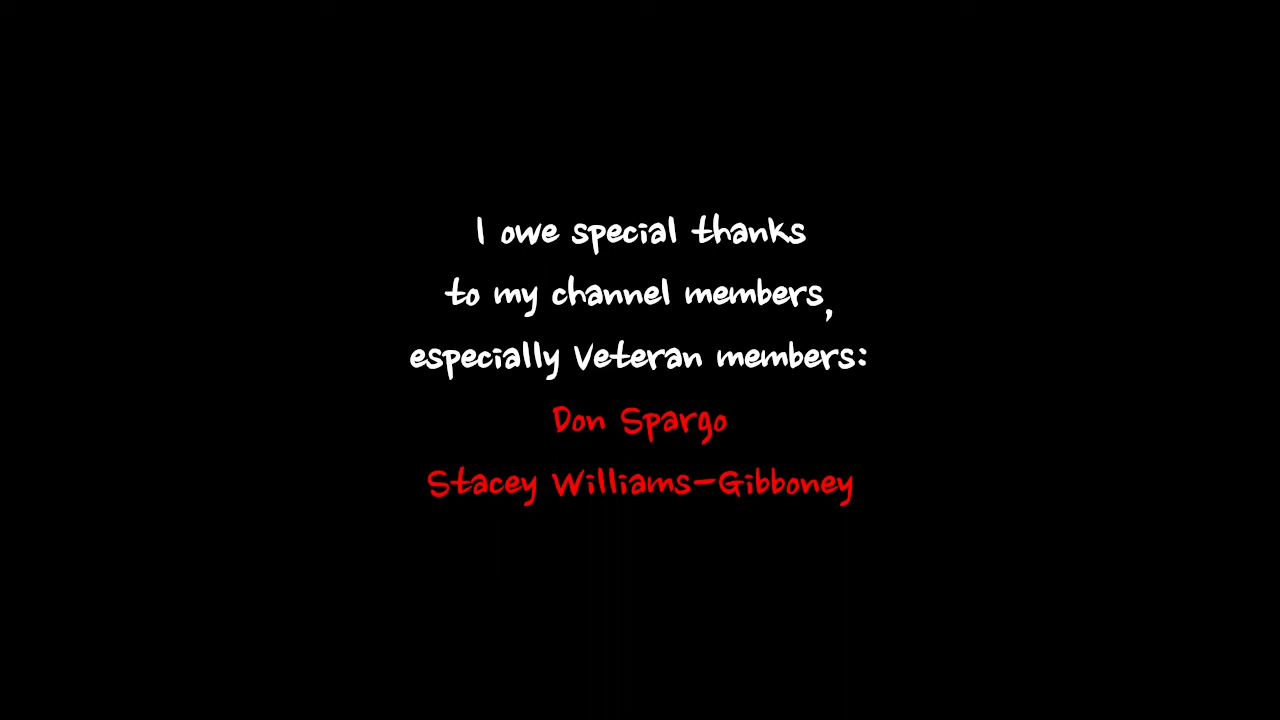 I owe special thanks
to my channel members,
especially Veteran members:
Don Spargo
Stacey Williams-Gibboney